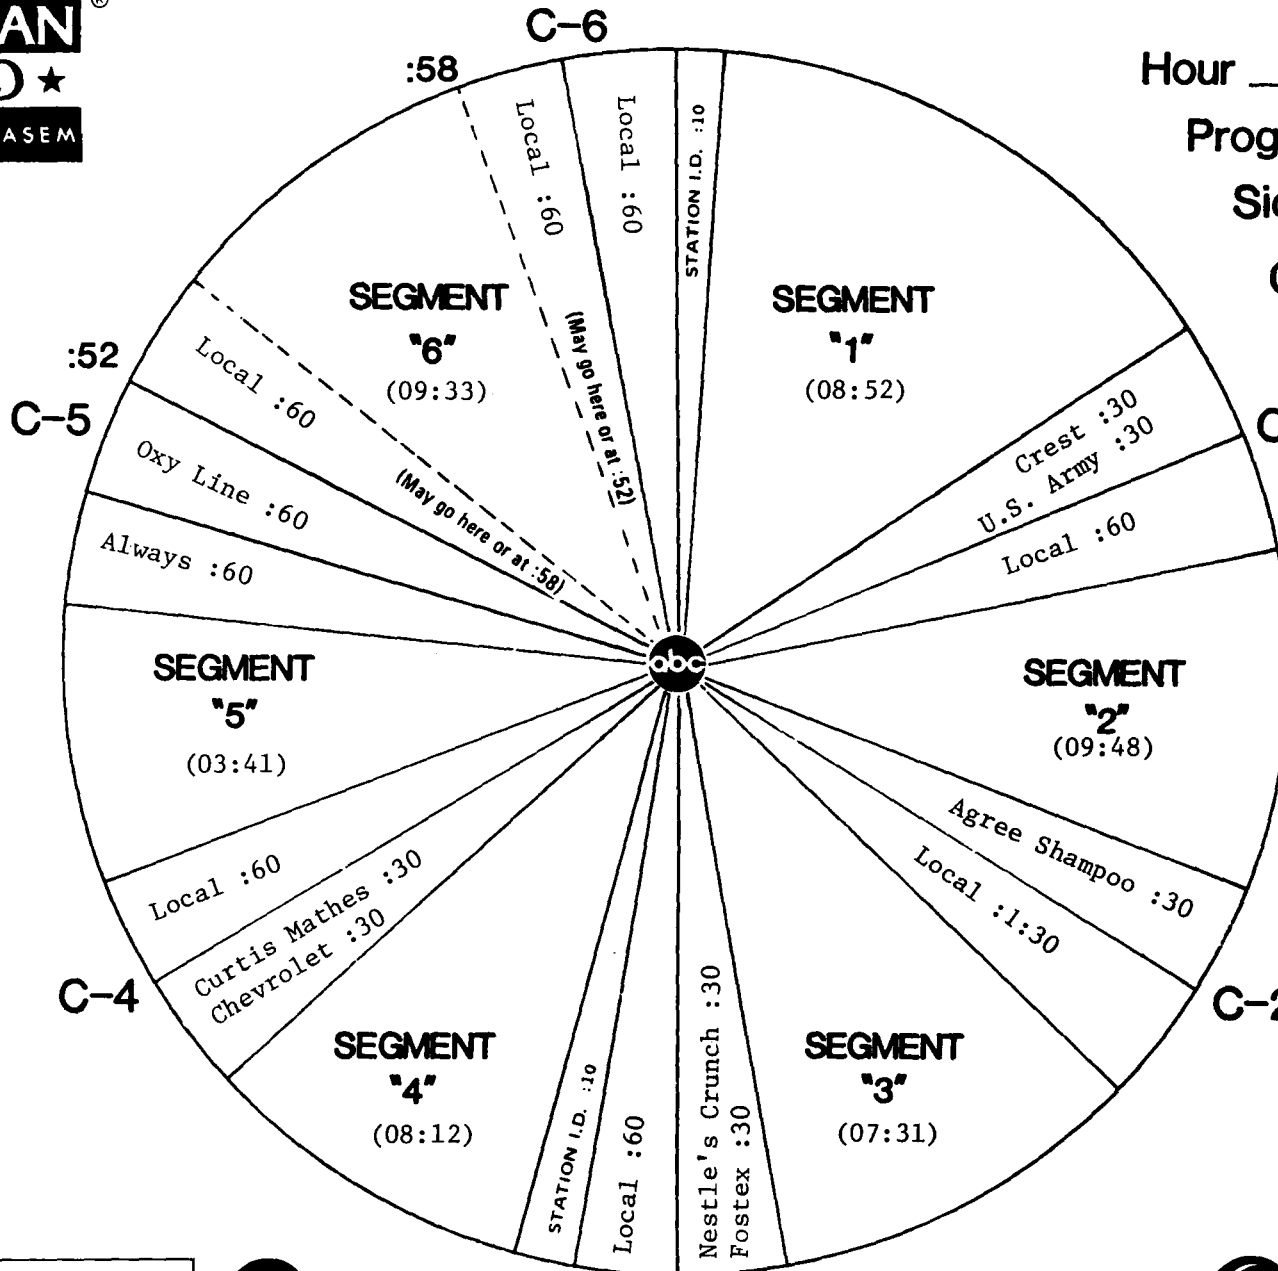 AN
®
ASEM
C-6
:58
Hour
Local :60
Local :60
STATION I.D. :10
(May go here or at :52)
SEGMENT
"1"
(08:52)
Crest :30
U.S. Army :30
Local :60
SEGMENT
"2"
(09:48)
Agree Shampoo :30
Local :1:30
SEGMENT
"3"
(07:31)
Nestle's Crunch :30
Fostex :30
Local :60
STATION I.D. :10
SEGMENT
"4"
(08:12)
C-4
Curtis Mathes :30
Chevrolet :30
Local :60
SEGMENT
"5"
(03:41)
Always :60
Oxy Line :60
C-5
:52
Local :60
(May go here or at :58)
SEGMENT
"6"
(09:33)
abc